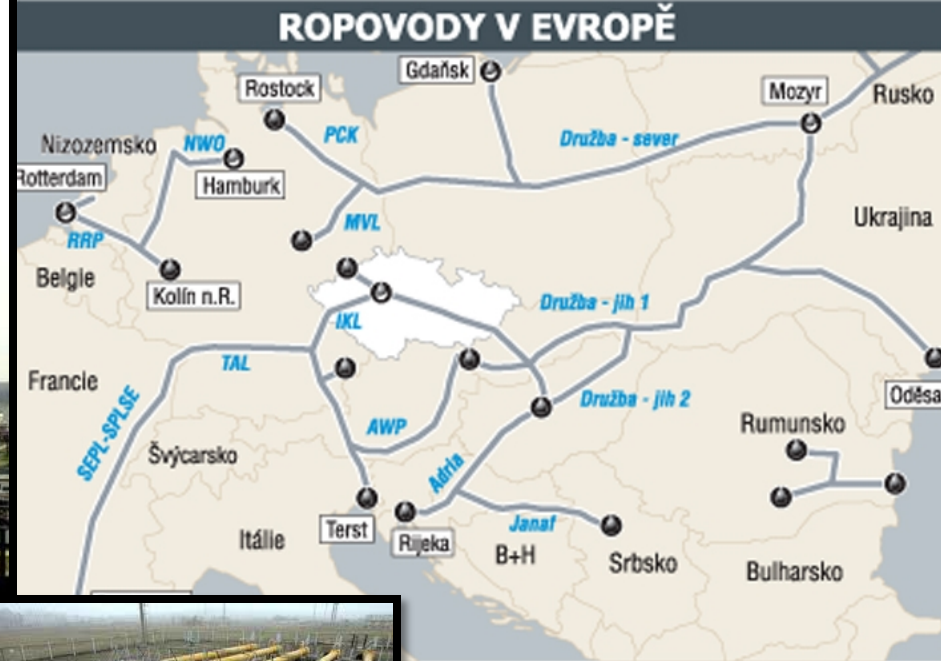 ROPOVODY V EVROPĚ
Gdaňsk
Rostock
Mozyr
Rusko
PCK
Družba - sever
Nizozemsko
NWO
Rotterdam
Hamburk
MVL
Ukrajina
RRP
Belgie
Kolín n.R.
Družba - jih 1
IKL
TAL
Francie
Oděsa
Družba - jih 2
SEPL-SPLSE
AWP
Rumunsko
Švýcarsko
Adria
Terst
Janaf
Itálie
Rijeka
B+H
Srbsko
Bulharsko